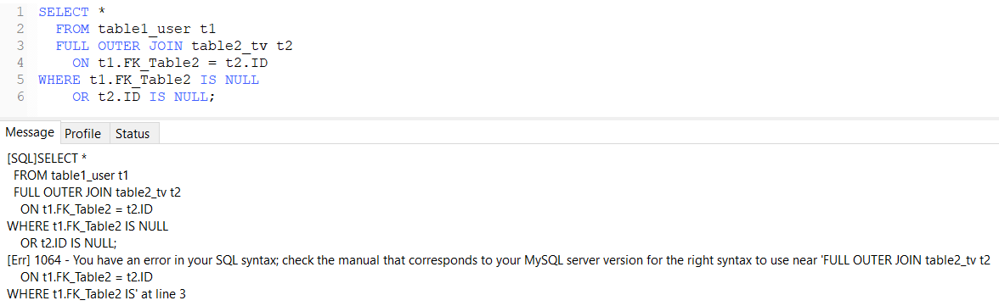 1 SELECT *
2 FROM table1_user t1
3 FULL OUTER JOIN table2_tv t2
4 ON t1.FK_Table2 = t2.ID
5 WHERE t1.FK_Table2 IS NULL
6 OR t2.ID IS NULL;
Message Profile Status
[SQL]SELECT *
FROM table1_user t1
FULL OUTER JOIN table2_tv t2
ON t1.FK_Table2 = t2.ID
WHERE t1.FK_Table2 IS NULL
OR t2.ID IS NULL;
[Err] 1064 - You have an error in your SQL syntax; check the manual that corresponds to your MySQL server version for the right syntax to use near 'FULL OUTER JOIN table2_tv t2
ON t1.FK_Table2 = t2.ID
WHERE t1.FK_Table2 IS' at line 3